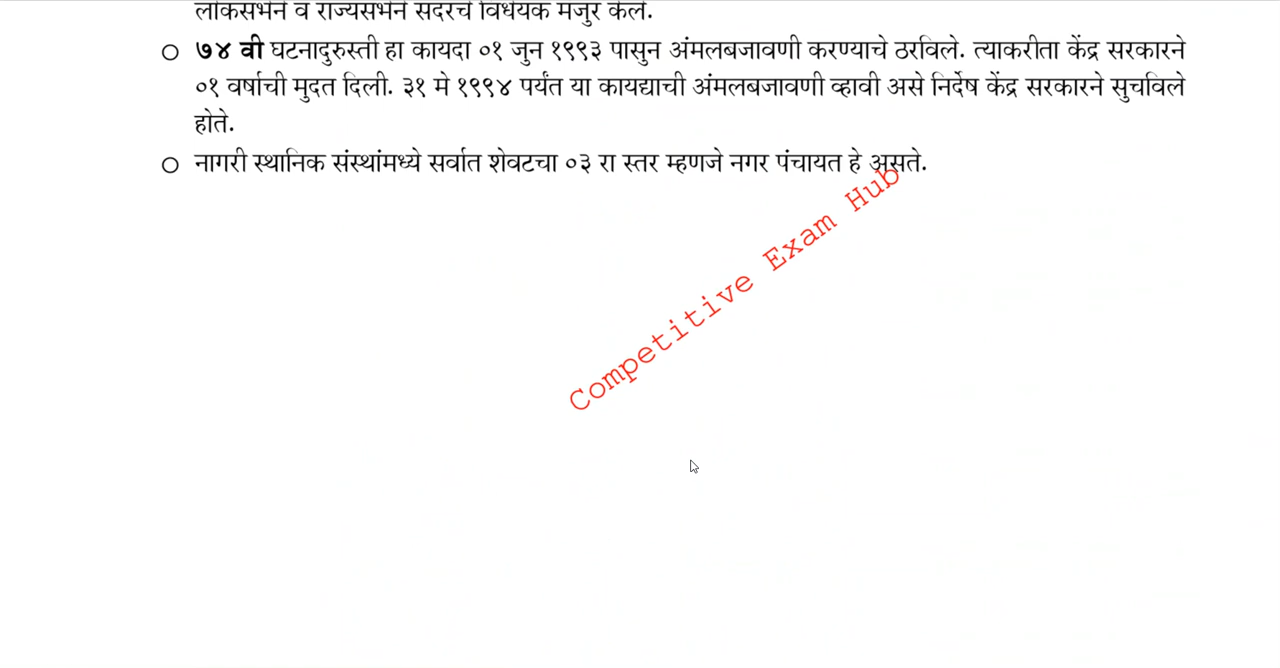 लोकसभेने व राज्यसभेने सदरचे विधेयक मंजुर केले.
○ ७४ वी घटनादुरुस्ती हा कायदा ०१ जुन १९९३ पासुन अंमलबजावणी करण्याचे ठरविले. त्याकरीता केंद्र सरकारने
०१ वर्षाची मुदत दिली. ३१ मे १९९४ पर्यंत या कायद्याची अंमलबजावणी व्हावी असे निर्देष केंद्र सरकारने सुचविले
होते.
○ नागरी स्थानिक संस्थांमध्ये सर्वात शेवटचा ०३ रा स्तर म्हणजे नगर पंचायत हे असते.
Competitive Exam Hub